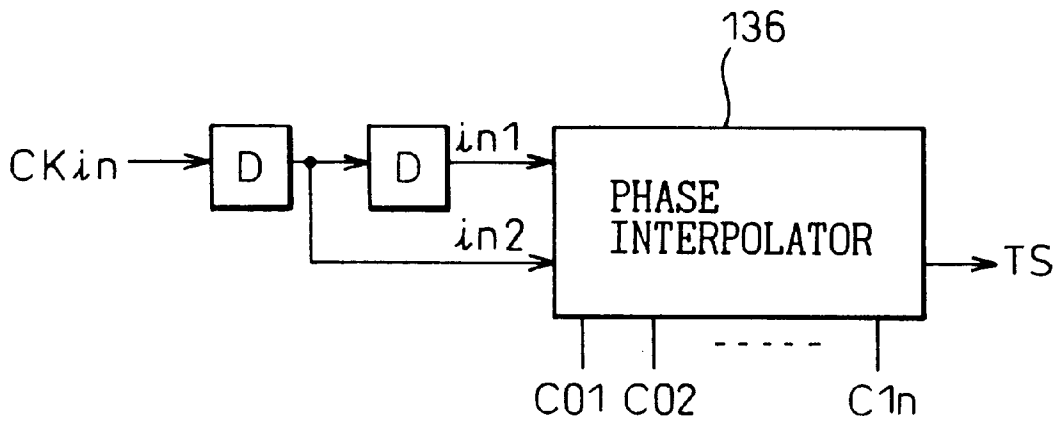 136
CKin
D
D
in1
in2
PHASE
INTERPOLATOR
TS
C01
C02
C1n